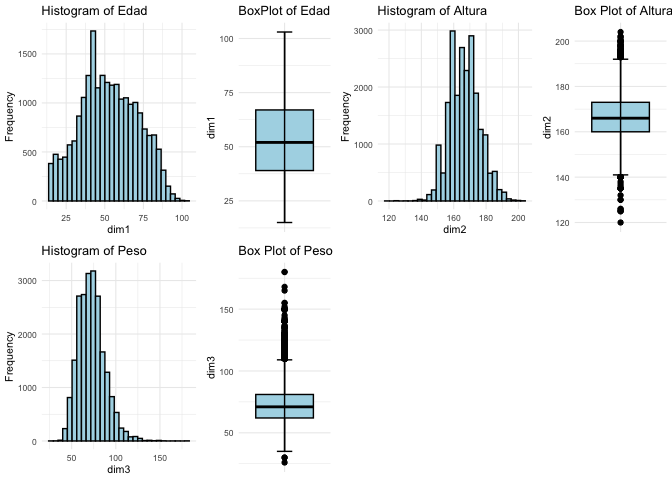 Histogram of Edad
Frequency
1500
1000
500
0
25
50
75
100
dim1
BoxPlot of Edad
dim1
100
75
50
25
Histogram of Altura
Frequency
3000
2000
1000
0
120
140
160
180
200
dim2
Box Plot of Altura
dim2
200
180
160
140
120
Histogram of Peso
Frequency
3000
2000
1000
0
50
100
150
dim3
Box Plot of Peso
dim3
150
100
50